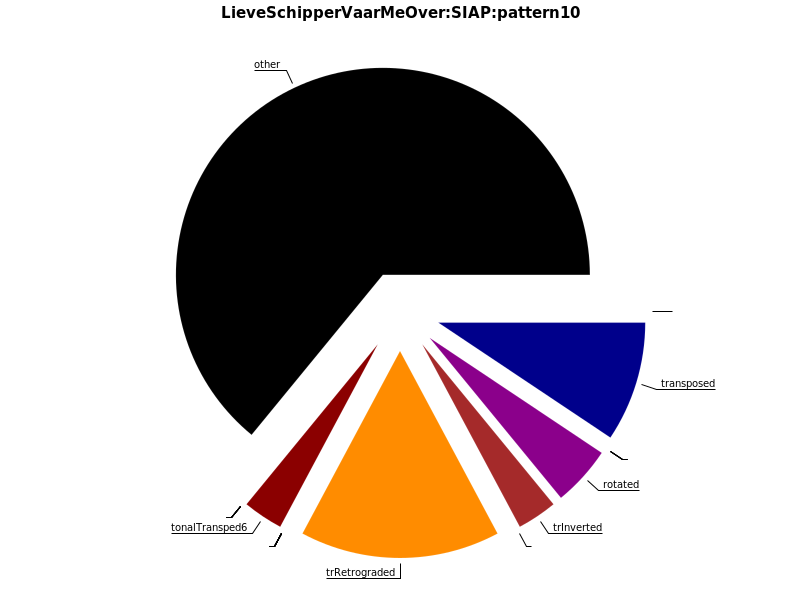 LieveSchipperVaarMeOver:SIAP:pattern10
other
transposed
rotated
tonalTransped6
trInverted
trRetrograded